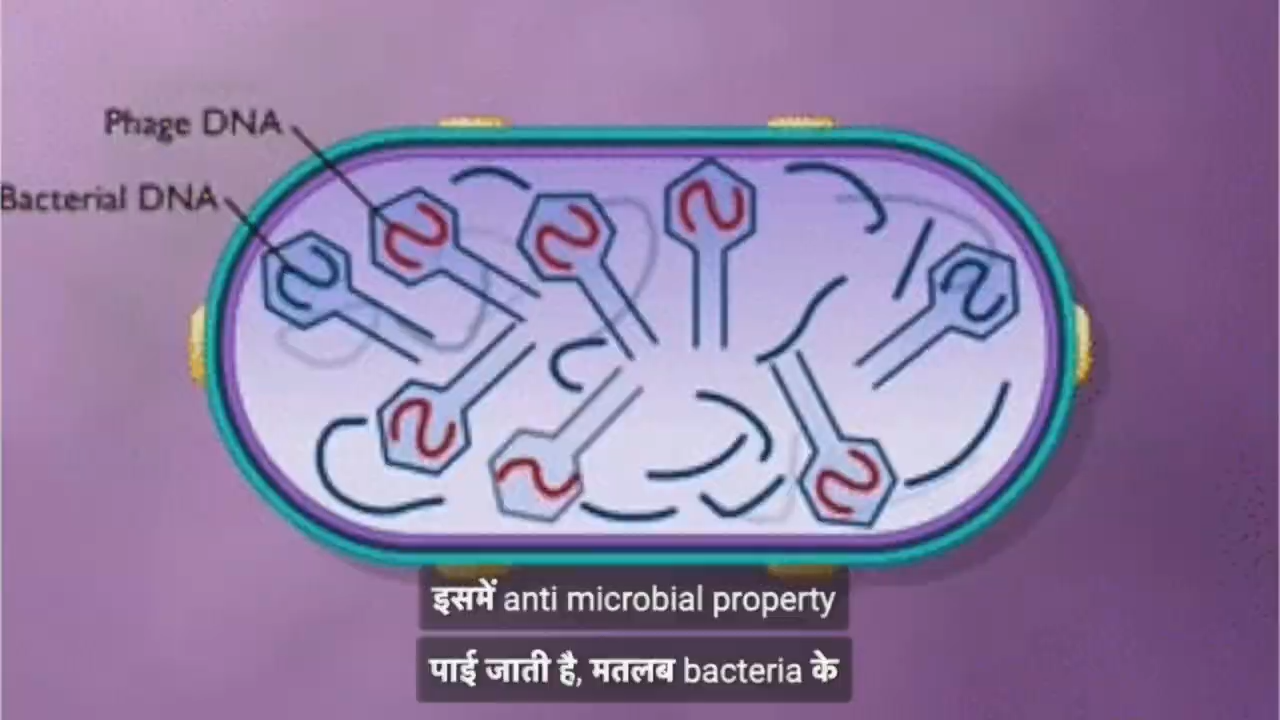 Phage DNA
Bacterial DNA
इसमें anti microbial property
पाई जाती है, मतलब bacteria के